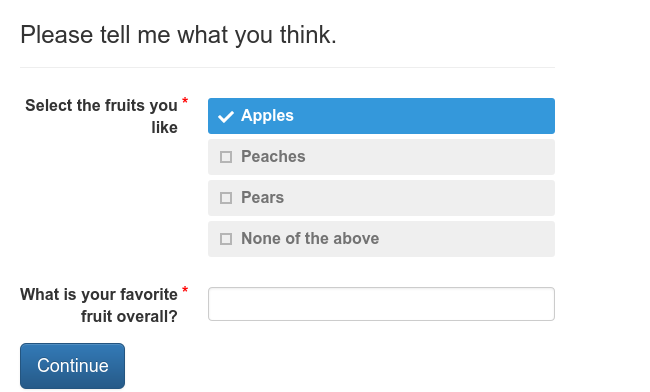 Please tell me what you think.
Select the fruits you *
like
Apples
Peaches
Pears
None of the above
What is your favorite *
fruit overall?
Continue